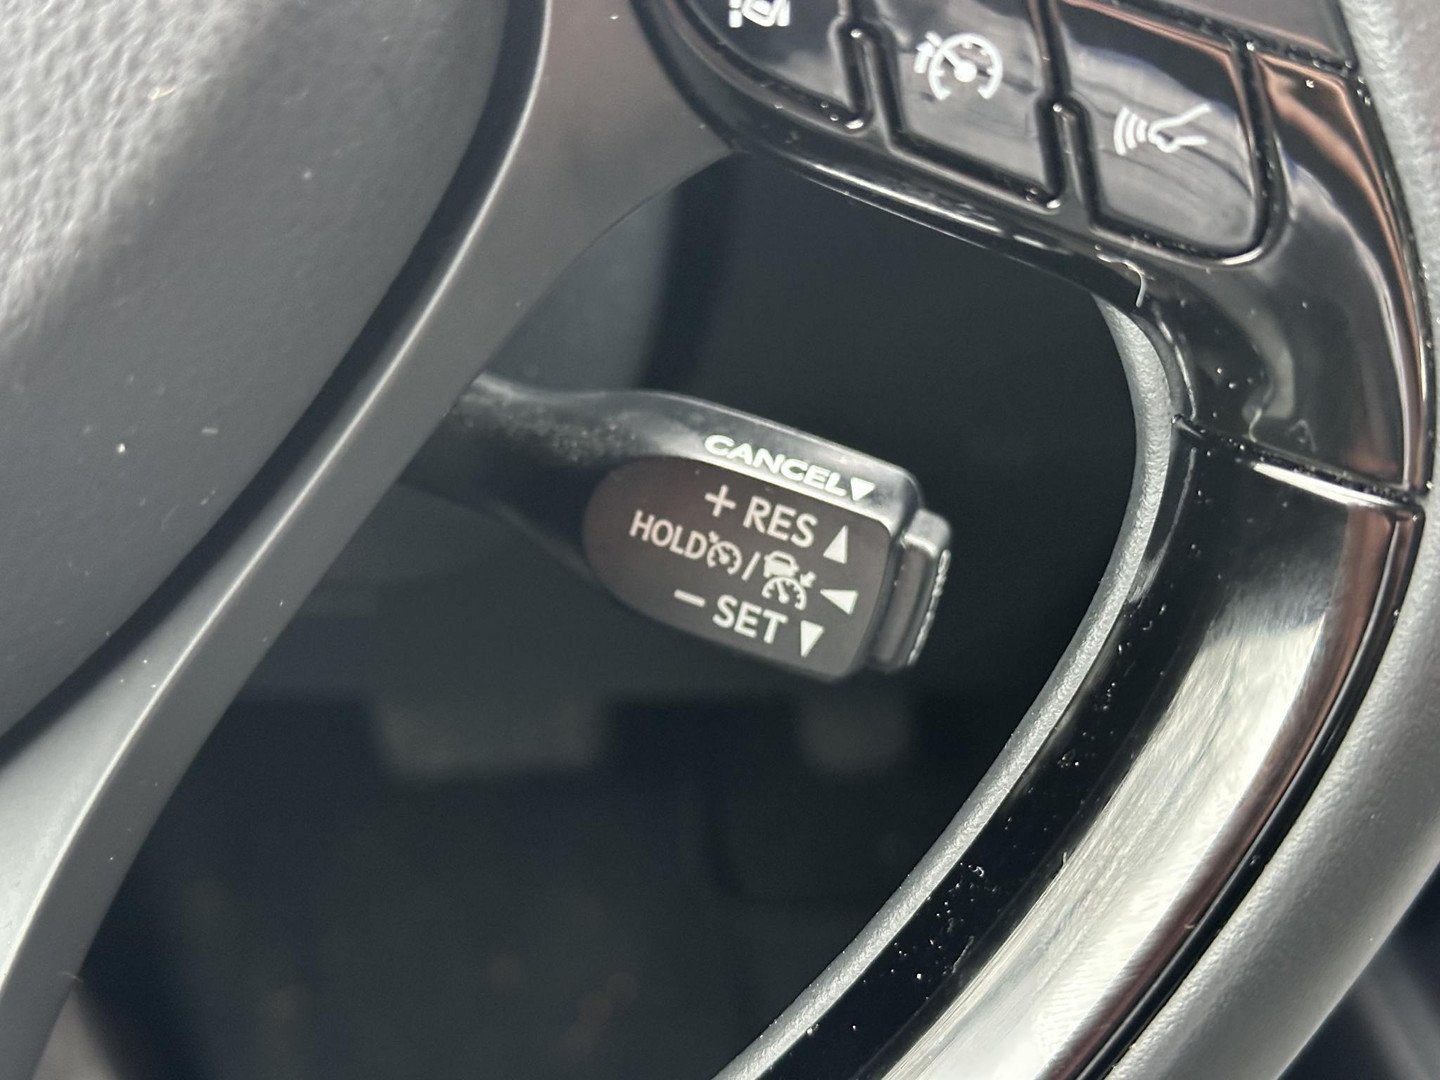 CANCEL▼
+ RES ▲
HOLD / ◀
− SET ▼